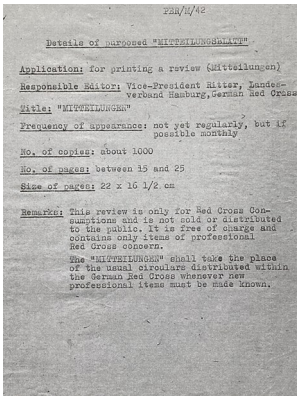 PER/M/42
Details of purposed "MITTEILUNGSBLATT"
Application: for printing a review (Mitteilungen)
Responsible Editor: Vice-President Ritter, Landes-
verband Hamburg,German Red Cross
Title: "MITTEILUNGEN"
Frequency of appearance: not yet regularly, but if
possible monthly
No. of copies: about 1000
No. of pages: between 15 and 25
Size of pages: 22 x 16 1/2 cm
Remarks: This review is only for Red Cross Con-
sumptions and is not sold or distributed
to the public. It is free of charge and
contains only items of professional
Red Cross concern.
The "MITTEILUNGEN" shall take the place
of the usual circulars distributed within
the German Red Cross whenever new
professional items must be made known.